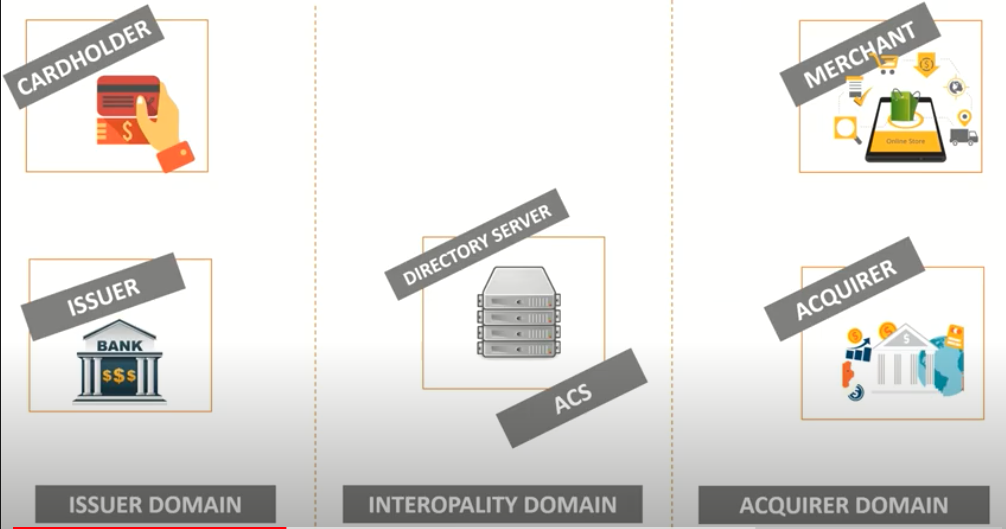 CARDHOLDER
MERCHANT
Online Store
DIRECTORY SERVER
ISSUER
BANK
$$$
ACQUIRER
ACS
ISSUER DOMAIN
INTEROPALITY DOMAIN
ACQUIRER DOMAIN